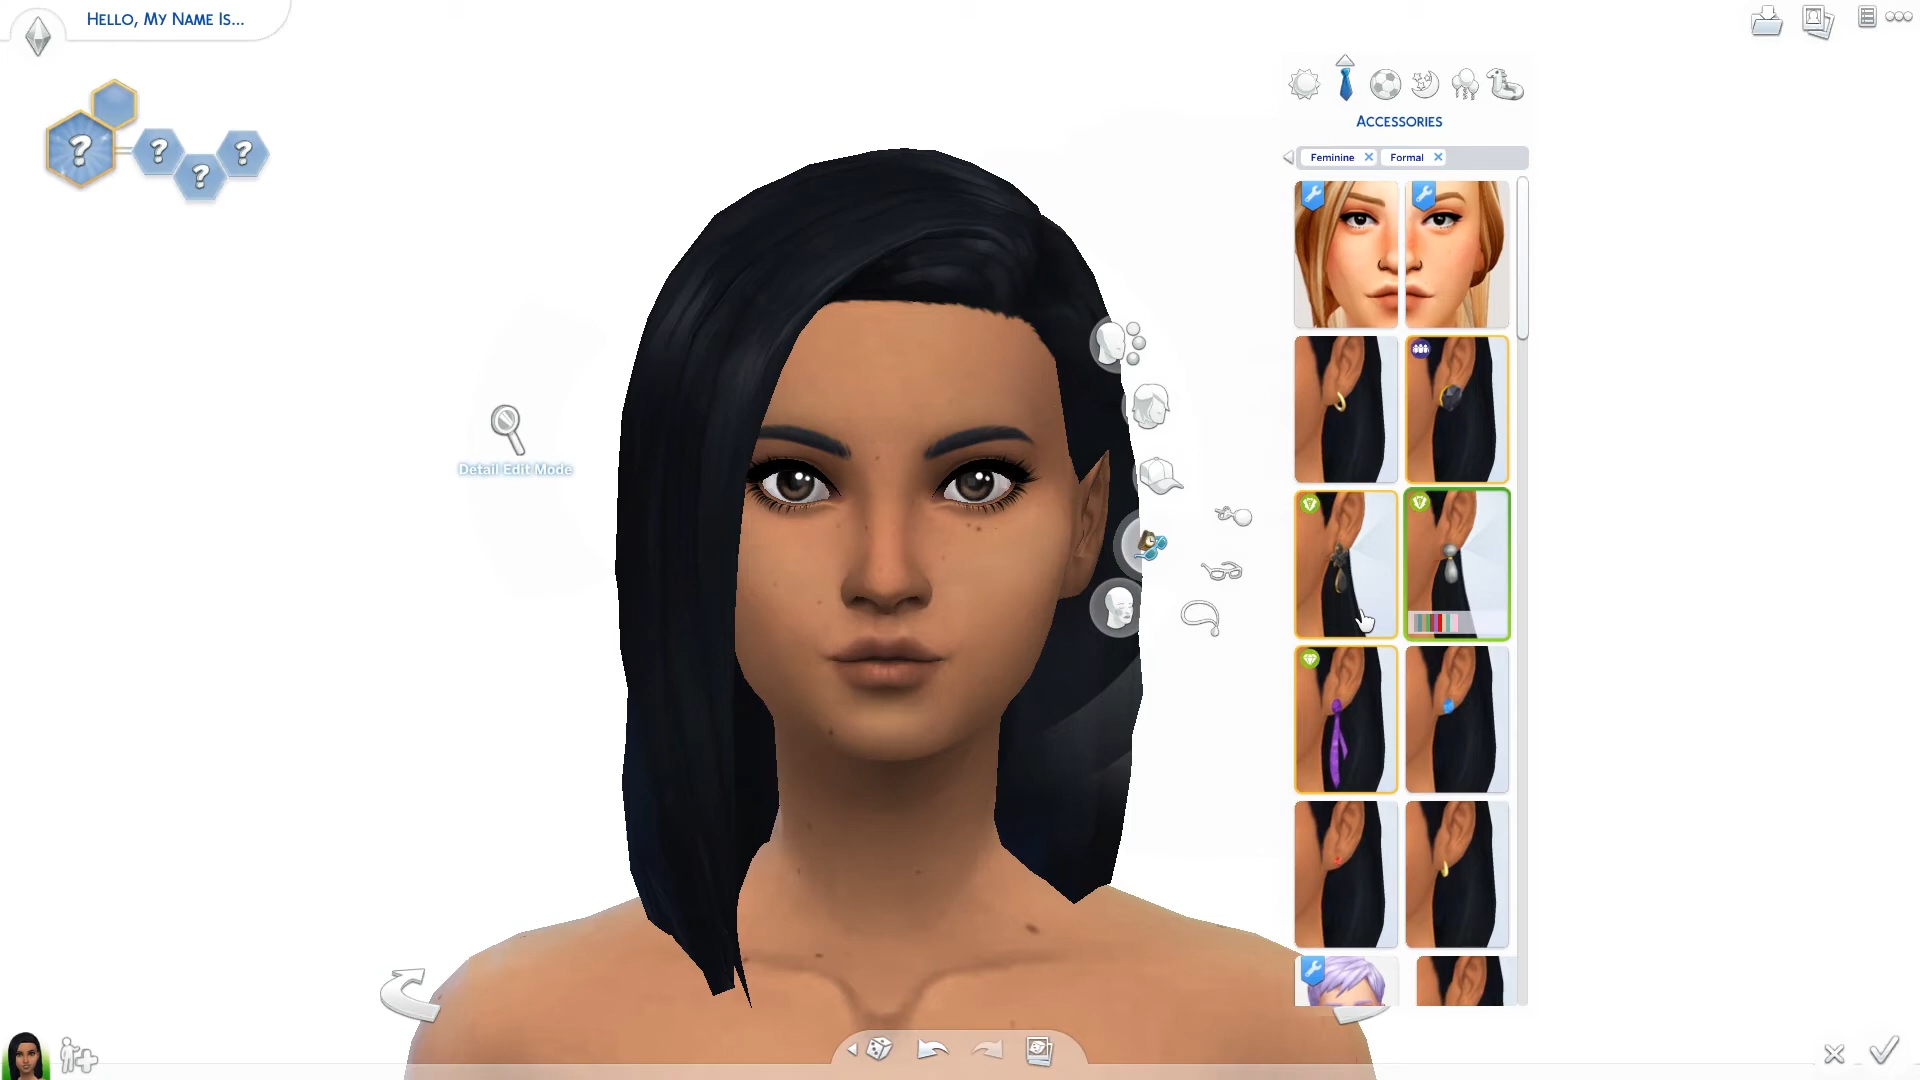 Hello, My Name Is...
Accessories
Feminine
Formal
Detail Edit Mode